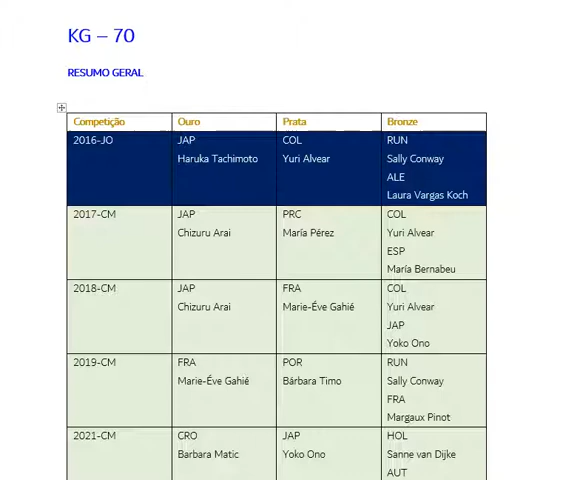 KG – 70
RESUMO GERAL
Competição Ouro Prata Bronze
2016-JO JAP COL RUN
Haruka Tachimoto Yuri Alvear Sally Conway
ALE
Laura Vargas Koch
2017-CM JAP PRC COL
Chizuru Arai María Pérez Yuri Alvear
ESP
María Bernabeu
2018-CM JAP FRA COL
Chizuru Arai Marie-Éve Gahié Yuri Alvear
JAP
Yoko Ono
2019-CM FRA POR RUN
Marie-Éve Gahié Bárbara Timo Sally Conway
FRA
Margaux Pinot
2021-CM CRO JAP HOL
Barbara Matic Yoko Ono Sanne van Dijke
AUT